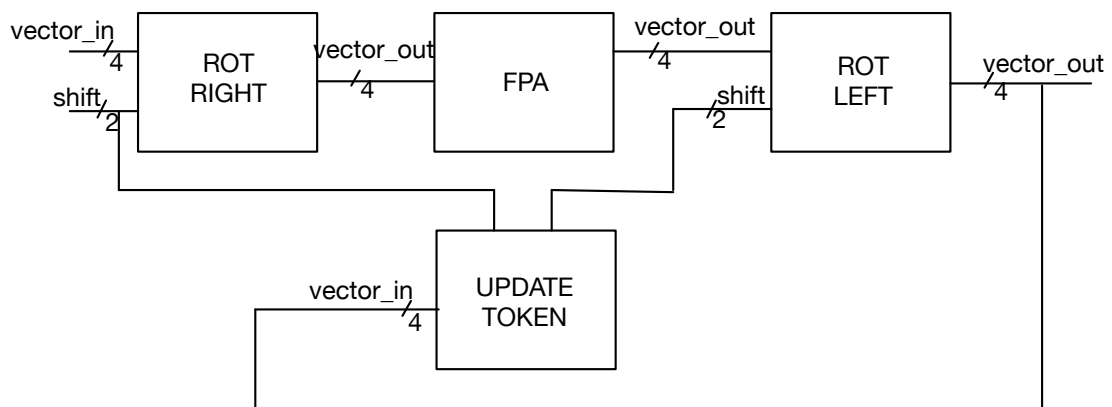 vector_in
4
shift
2
ROT
RIGHT
vector_out
4
FPA
vector_out
4
shift
2
ROT
LEFT
vector_out
4
vector_in
4
UPDATE
TOKEN